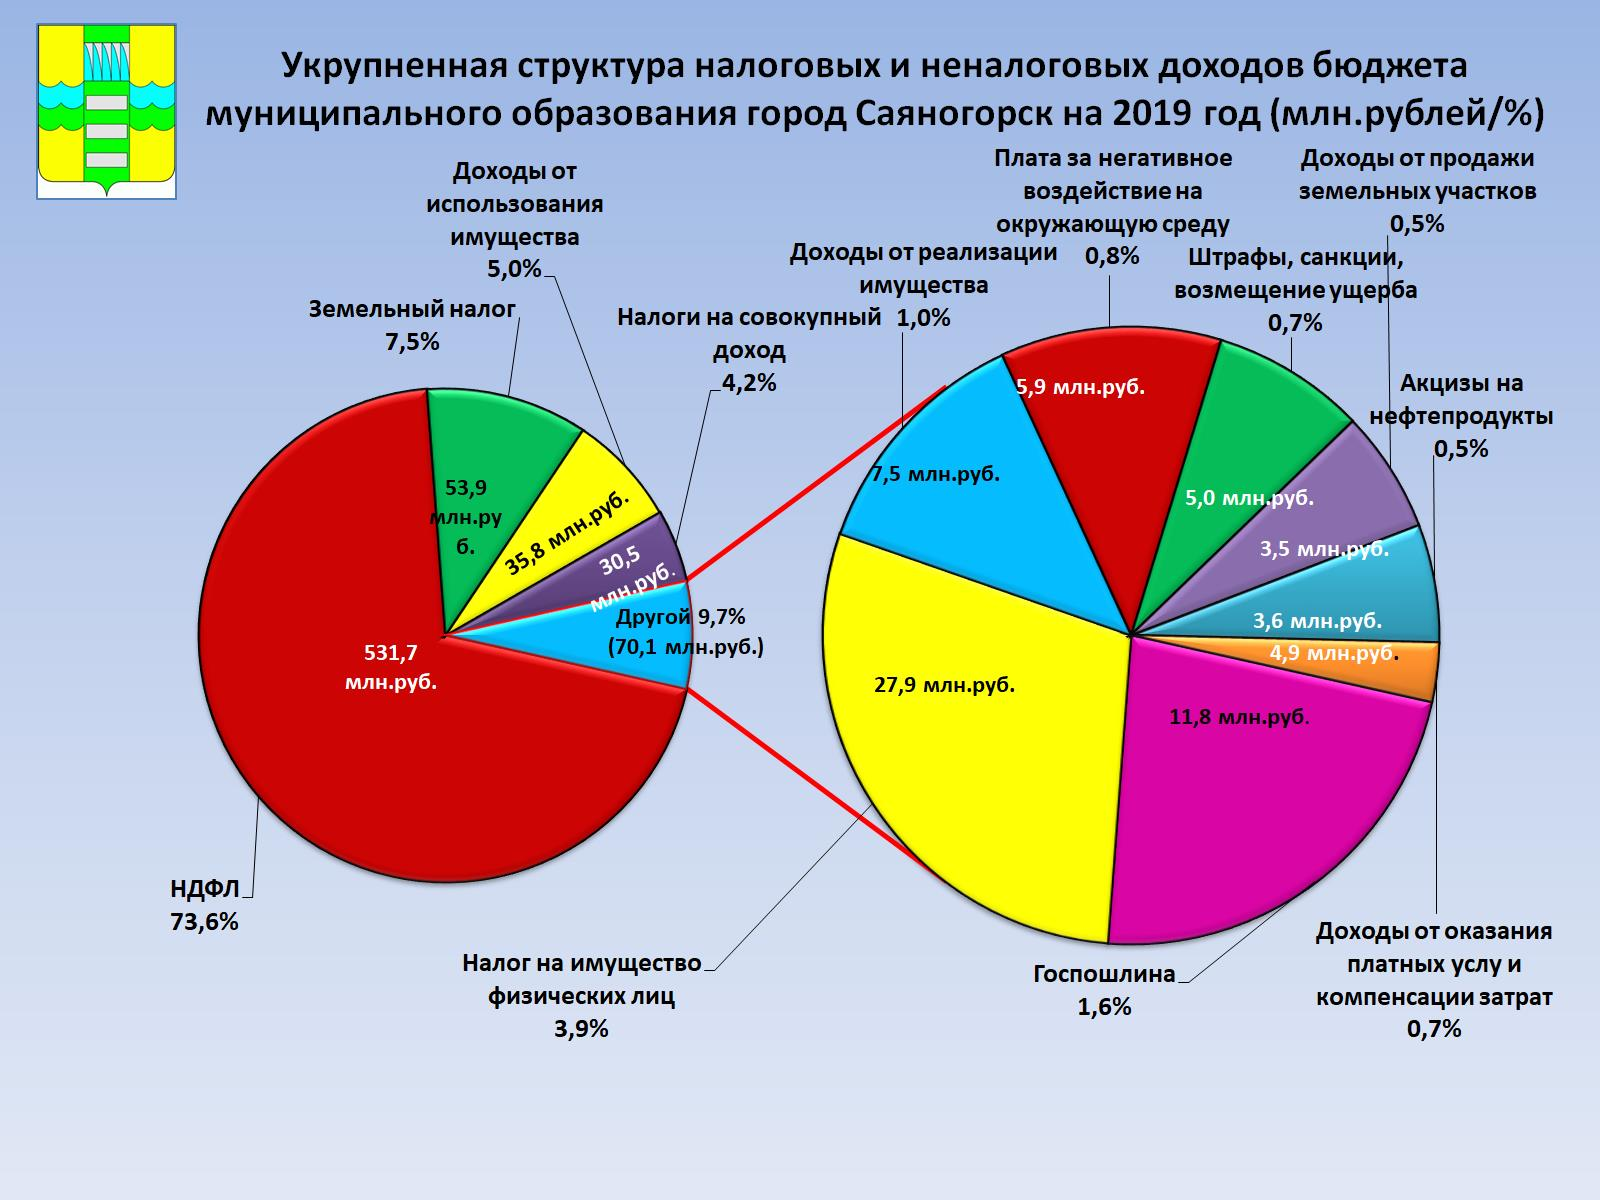 Укрупненная структура налоговых и неналоговых доходов бюджета
муниципального образования город Саяногорск на 2019 год (млн.рублей/%)
Доходы от
использования
имущества
5,0%
Земельный налог
7,5%
Налоги на совокупный
доход
4,2%
Доходы от реализации
имущества
1,0%
Плата за негативное
воздействие на
окружающую среду
0,8%
Доходы от продажи
земельных участков
0,5%
Штрафы, санкции,
возмещение ущерба
0,7%
Акцизы на
нефтепродукты
0,5%
53,9
млн.ру
б.
35,8 млн.руб.
30,5
млн.руб.
Другой 9,7%
(70,1 млн.руб.)
531,7
млн.руб.
5,9 млн.руб.
7,5 млн.руб.
5,0 млн.руб.
3,5 млн.руб.
3,6 млн.руб.
4,9 млн.руб.
27,9 млн.руб.
11,8 млн.руб.
НДФЛ
73,6%
Налог на имущество
физических лиц
3,9%
Госпошлина
1,6%
Доходы от оказания
платных услу и
компенсации затрат
0,7%